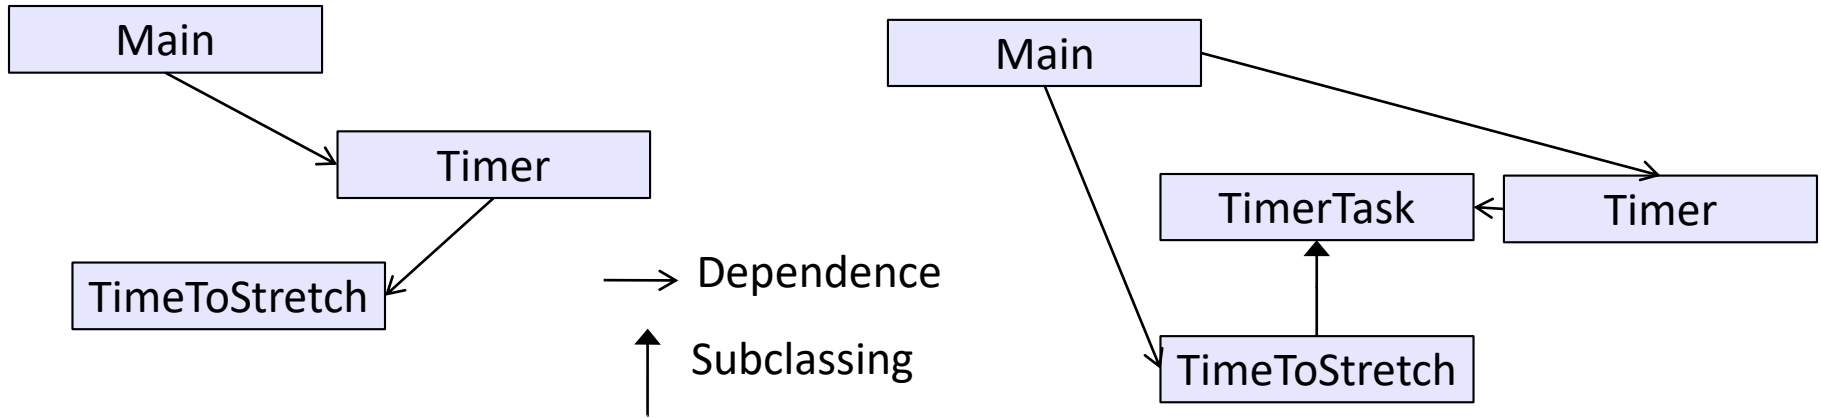 Main
Timer
TimeToStretch
Dependence
Subclassing
Main
TimerTask
Timer
TimeToStretch